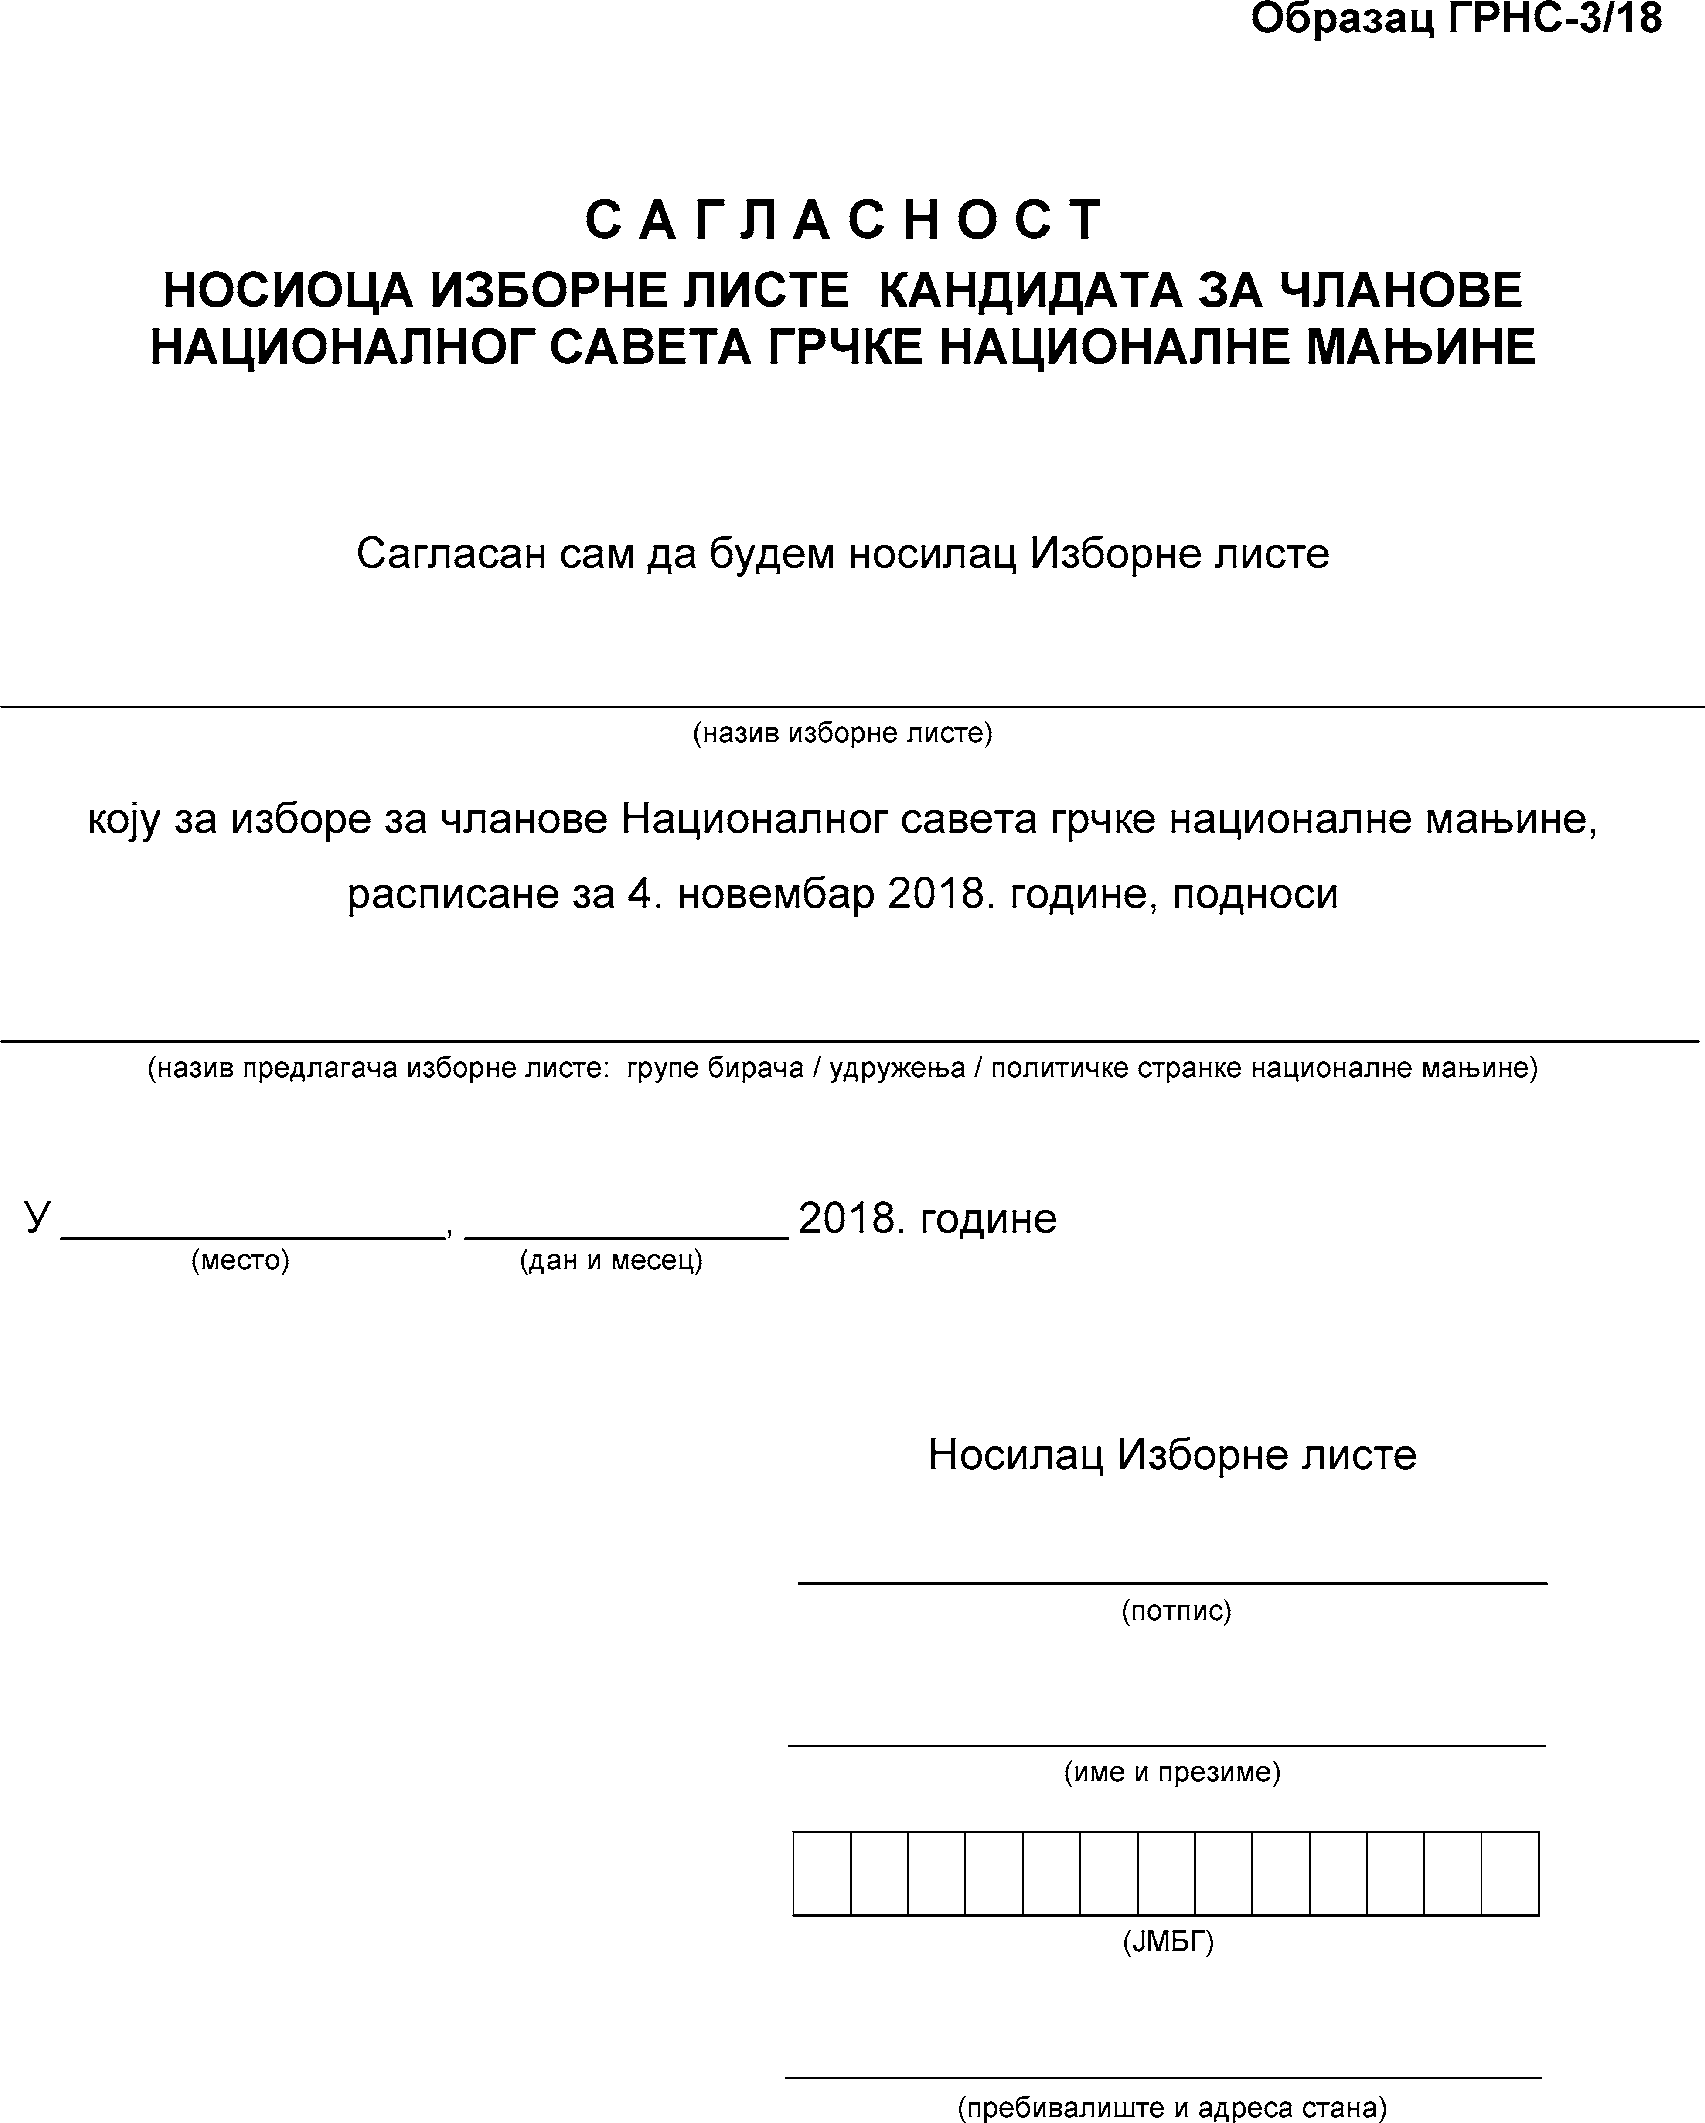 Образац ГРНС-3/18
С А Г Л А С Н О С Т
НОСИОЦА ИЗБОРНЕ ЛИСТЕ КАНДИДАТА ЗА ЧЛАНОВЕ
НАЦИОНАЛНОГ САВЕТА ГРЧКЕ НАЦИОНАЛНЕ МАЊИНЕ
Сагласан сам да будем носилац Изборне листе
(назив изборне листе)
коју за изборе за чланове Националног савета грчке националне мањине,
расписане за 4. новембар 2018. године, подноси
(назив предлагача изборне листе: групе бирача / удружења / политичке странке националне мањине)
У ________________, ______________ 2018. године
(место) (дан и месец)
Носилац Изборне листе
(потпис)
(име и презиме)
(ЈМБГ)
(пребивалиште и адреса стана)